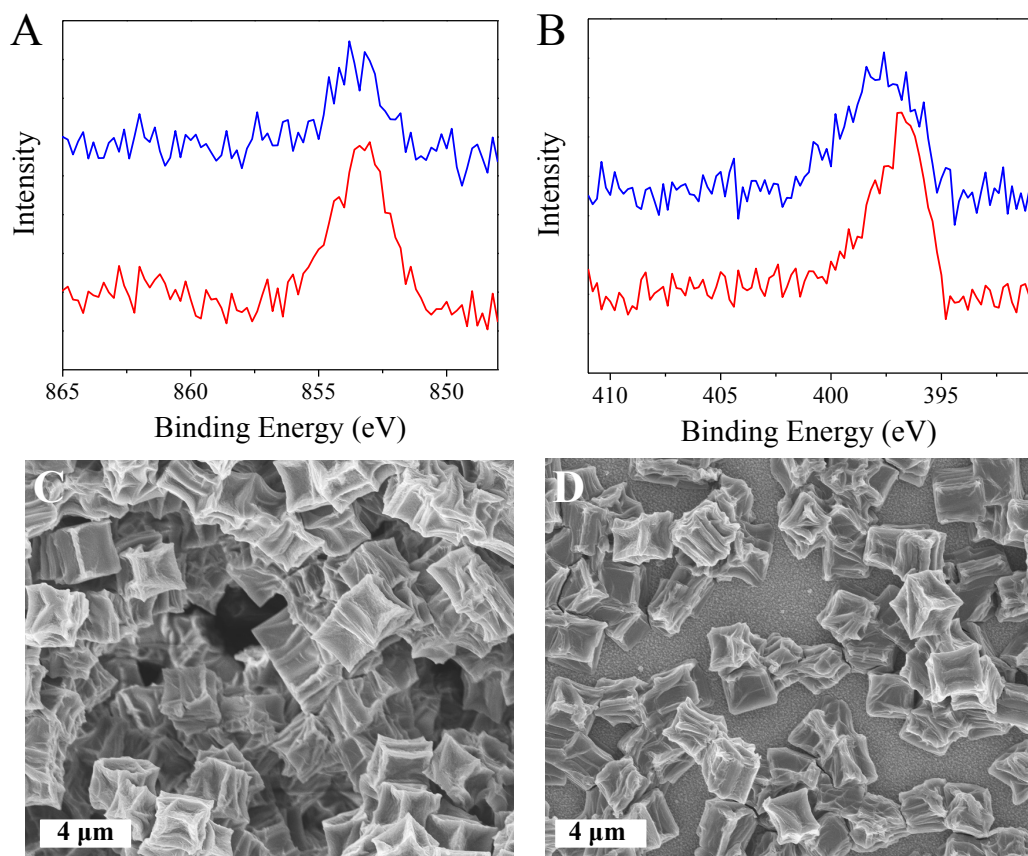 A
Intensity
865 860 855 850
Binding Energy (eV)
B
Intensity
410 405 400 395
Binding Energy (eV)
C
4 μm
D
4 μm